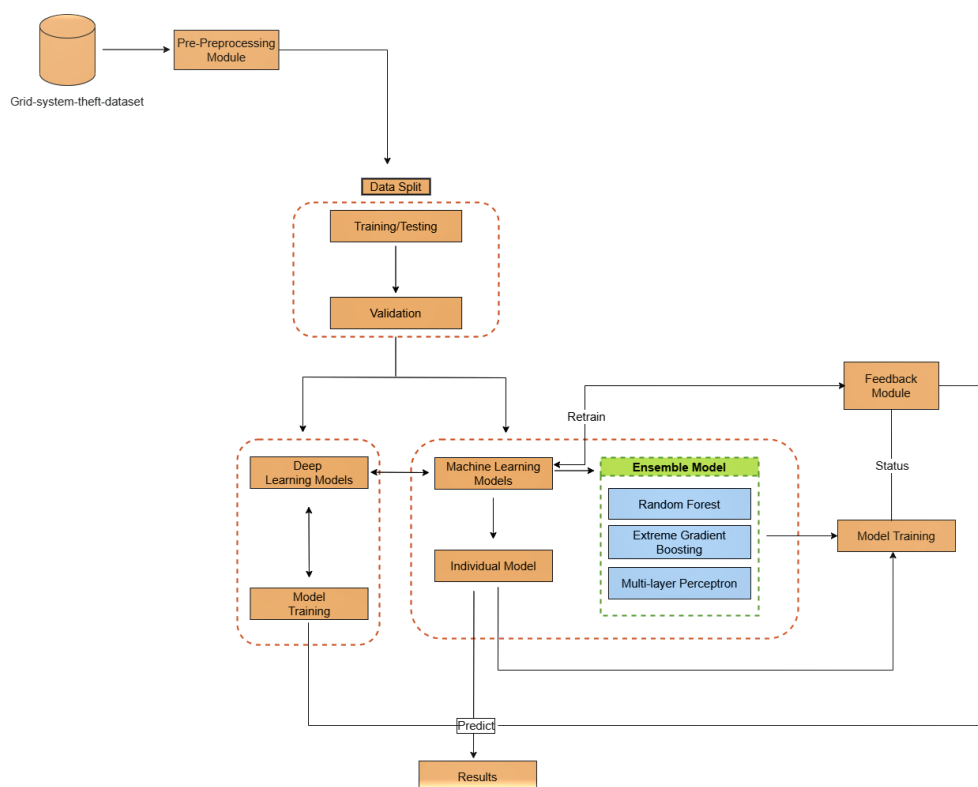 Pre-Preprocessing
Module
Grid-system-theft-dataset
Data Split
Training/Testing
Validation
Feedback
Module
Retrain
Status
Deep
Learning Models
Machine Learning
Models
Ensemble Model
Random Forest
Extreme Gradient
Boosting
Multi-layer Perceptron
Model Training
Individual Model
Model
Training
Predict
Results